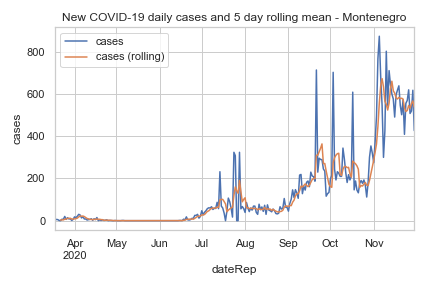 New COVID-19 daily cases and 5 day rolling mean - Montenegro
cases
cases (rolling)
800
600
400
200
0
cases
Apr May Jun Jul Aug Sep Oct Nov
2020
dateRep